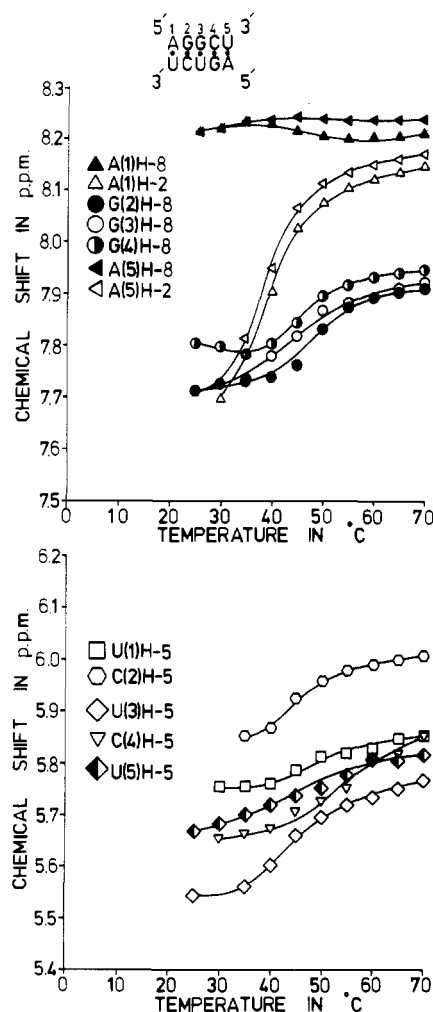 5´ 1 2 3 4 5 3´
A G G C U
U C U G A
3´ 5´
CHEMICAL SHIFT IN p.p.m.
8.3
8.2
8.1
8.0
7.9
7.8
7.7
7.6
7.5
▲ A(1)H-8
△ A(1)H-2
● G(2)H-8
○ G(3)H-8
◑ G(4)H-8
◀ A(5)H-8
◁ A(5)H-2
0 10 20 30 40 50 60 70
TEMPERATURE IN °C
CHEMICAL SHIFT IN p.p.m.
6.2
6.1
6.0
5.9
5.8
5.7
5.6
5.5
5.4
□ U(1)H-5
⬡ C(2)H-5
◇ U(3)H-5
▽ C(4)H-5
⬖ U(5)H-5
0 10 20 30 40 50 60 70
TEMPERATURE IN °C